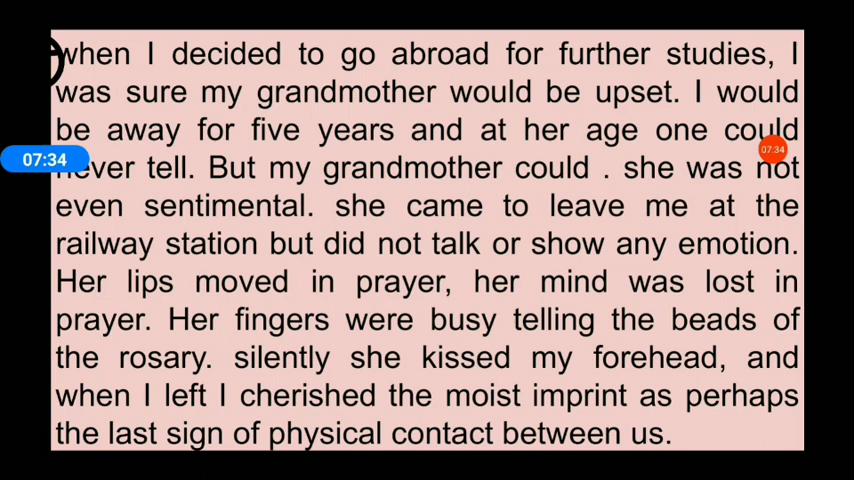 when I decided to go abroad for further studies, I
was sure my grandmother would be upset. I would
be away for five years and at her age one could
07:34
never tell. But my grandmother could . she was not
07:34
even sentimental. she came to leave me at the
railway station but did not talk or show any emotion.
Her lips moved in prayer, her mind was lost in
prayer. Her fingers were busy telling the beads of
the rosary. silently she kissed my forehead, and
when I left I cherished the moist imprint as perhaps
the last sign of physical contact between us.